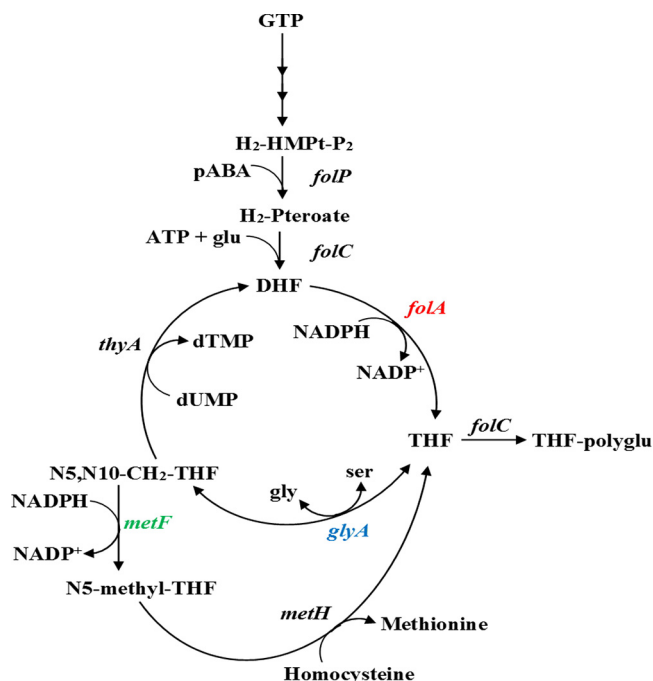 GTP
H₂-HMPt-P₂
pABA
folP
H₂-Pteroate
ATP + glu
folC
DHF
folA
NADPH
thyA
dTMP
NADP⁺
dUMP
THF
folC
THF-polyglu
N5,N10-CH₂-THF
ser
gly
NADPH
metF
glyA
NADP⁺
N5-methyl-THF
metH
Methionine
Homocysteine